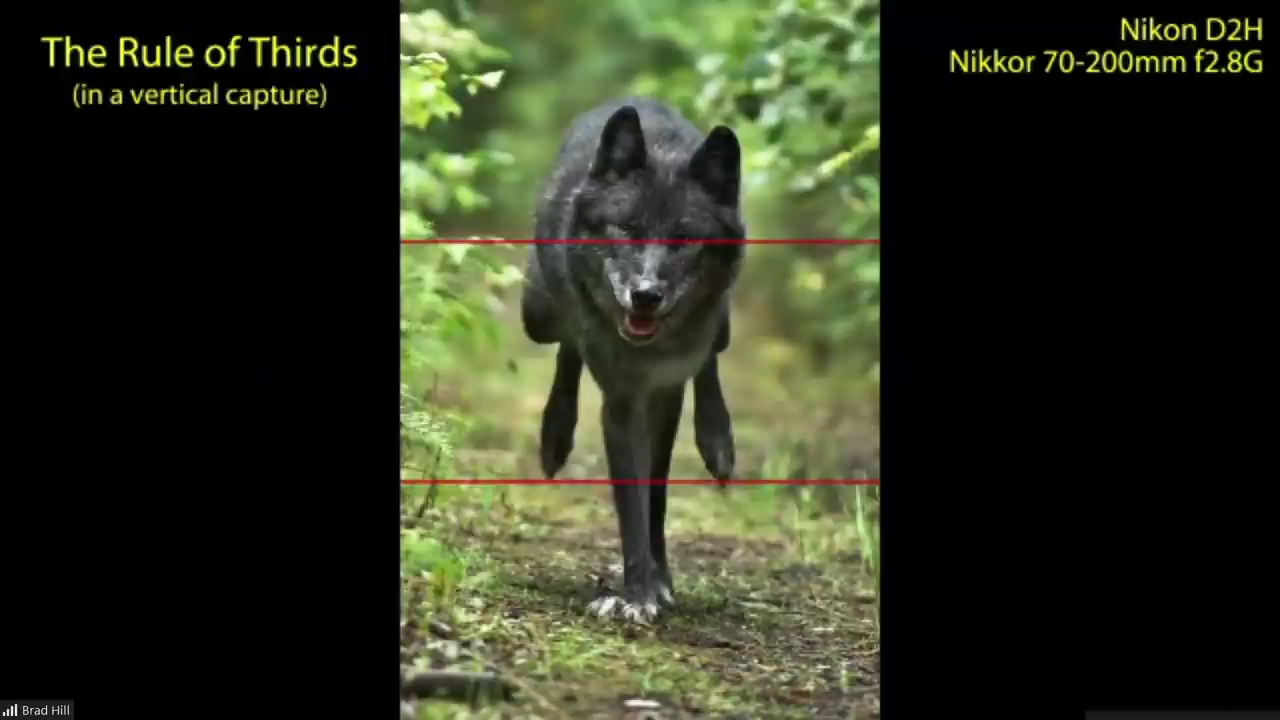 The Rule of Thirds
(in a vertical capture)
Nikon D2H
Nikkor 70-200mm f2.8G
Brad Hill